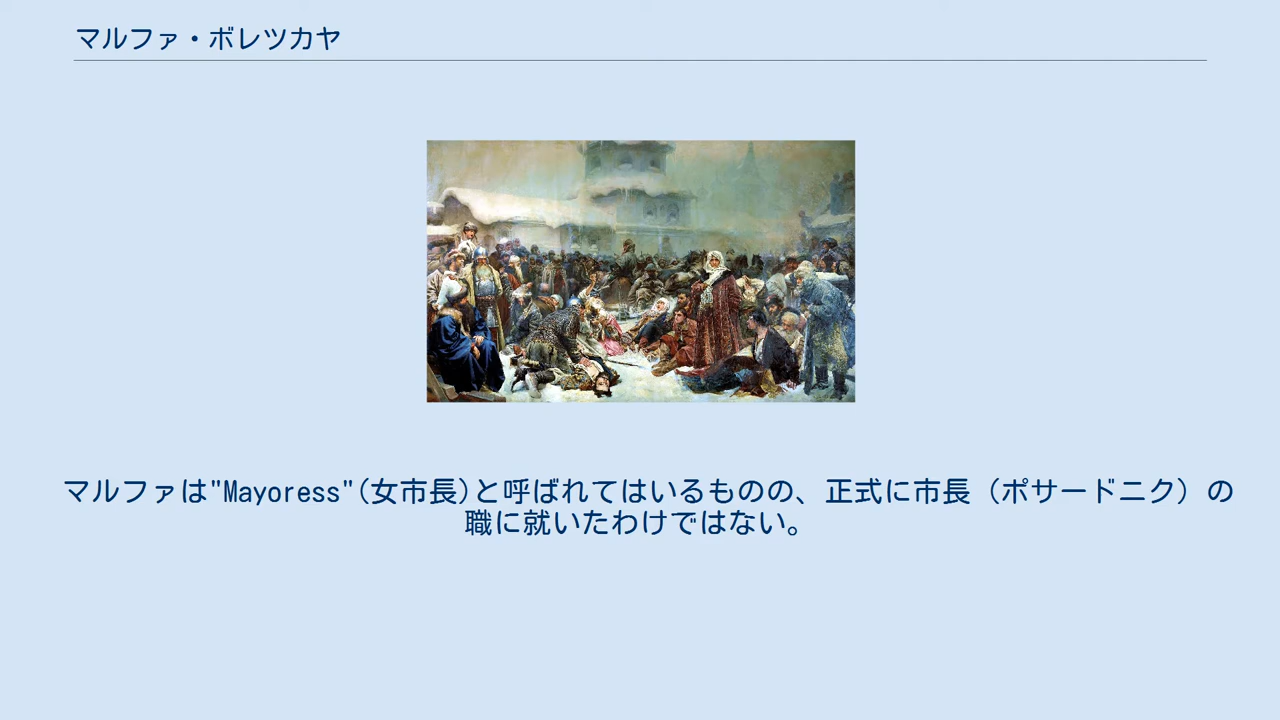 マルファ・ボレツカヤ
マルファは"Mayoress"(女市長)と呼ばれてはいるものの、正式に市長（ポサードニク）の
職に就いたわけではない。